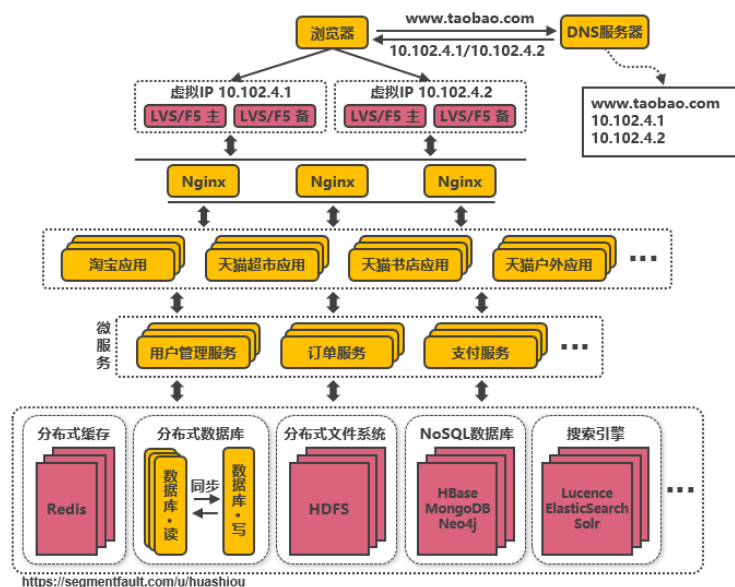 www.taobao.com
浏览器
DNS服务器
10.102.4.1/10.102.4.2
虚拟IP 10.102.4.1
虚拟IP 10.102.4.2
LVS/F5 主
LVS/F5 备
LVS/F5 主
LVS/F5 备
www.taobao.com
10.102.4.1
10.102.4.2
Nginx
Nginx
Nginx
淘宝应用
天猫超市应用
天猫书店应用
天猫户外应用
...
微服务
用户管理服务
订单服务
支付服务
...
分布式缓存
分布式数据库
分布式文件系统
NoSQL数据库
搜索引擎
Redis
数据库·读
同步
数据库·写
HDFS
HBase
MongoDB
Neo4j
Lucence
ElasticSearch
Solr
...
https://segmentfault.com/u/huashiou